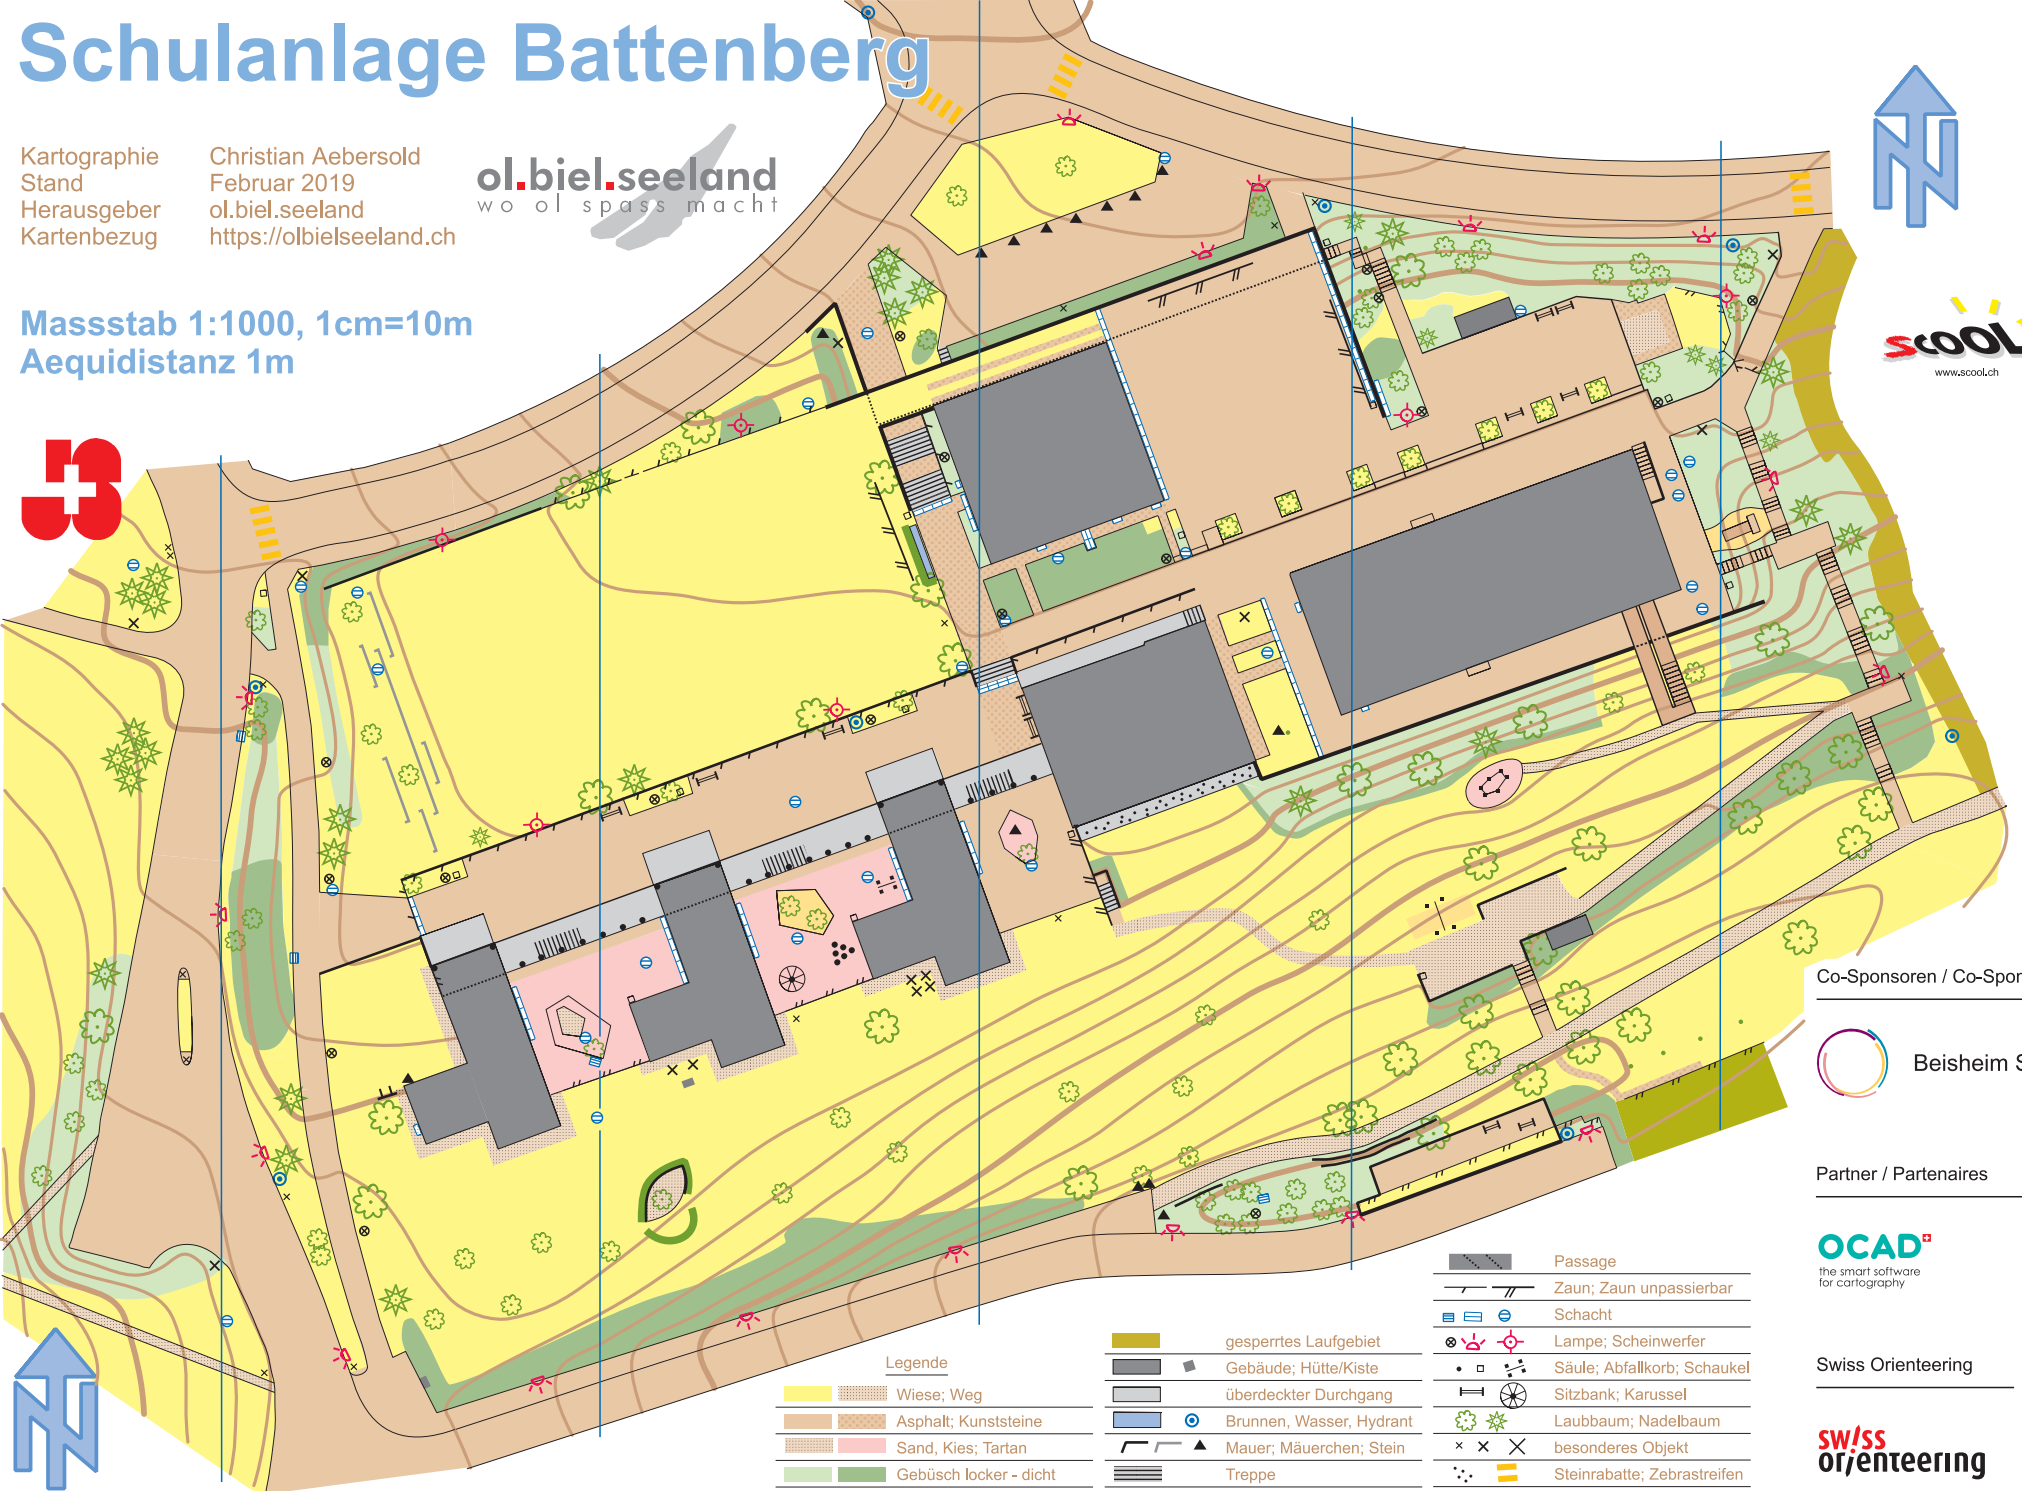 Schulanlage Battenberg
Kartographie Christian Aebersold
Stand Februar 2019
Herausgeber ol.biel.seeland
Kartenbezug https://olbielseeland.ch
ol.biel.seeland
wo ol spass macht
Massstab 1:1000, 1cm=10m
Aequidistanz 1m
scool
www.scool.ch
Co-Sponsoren / Co-Spon
Beisheim S
Partner / Partenaires
OCAD
the smart software
for cartography
Swiss Orienteering
swiss
orienteering
Legende
Wiese; Weg
Asphalt; Kunststeine
Sand, Kies; Tartan
Gebüsch locker - dicht
gesperrtes Laufgebiet
Gebäude; Hütte/Kiste
überdeckter Durchgang
Brunnen, Wasser, Hydrant
Mauer; Mäuerchen; Stein
Treppe
Passage
Zaun; Zaun unpassierbar
Schacht
Lampe; Scheinwerfer
Säule; Abfallkorb; Schaukel
Sitzbank; Karussel
Laubbaum; Nadelbaum
besonderes Objekt
Steinrabatte; Zebrastreifen